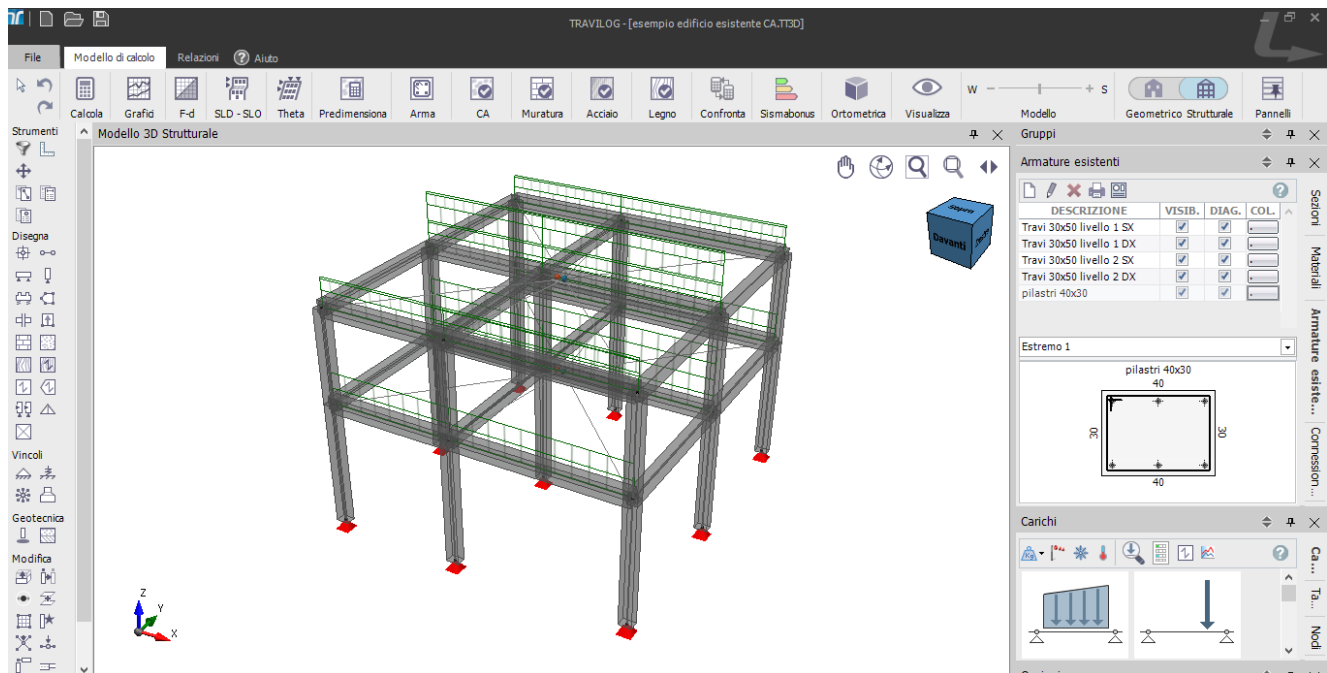 TRAVILOG - [esempio edificio esistente CA.TT3D]
File Modello di calcolo Relazioni ? Aiuto
Calcola Grafici F-d SLD - SLO Theta Predimensiona Arma CA Muratura Acciaio Legno Confronta Sismabonus Ortometrica Visualizza W S Modello Geometrico Strutturale Pannelli
Strumenti
Disegna
Vincoli
Geotecnica
Modifica
Modello 3D Strutturale
Davanti
Z
Y
X
Gruppi
Armature esistenti
DESCRIZIONE VISIB. DIAG. COL.
Travi 30x50 livello 1 SX
Travi 30x50 livello 1 DX
Travi 30x50 livello 2 SX
Travi 30x50 livello 2 DX
pilastri 40x30
Estremo 1
pilastri 40x30
40
30
30
40
Carichi
Sezioni
Materiali
Armature esiste...
Connession...
Ca...
Ta...
Nodi